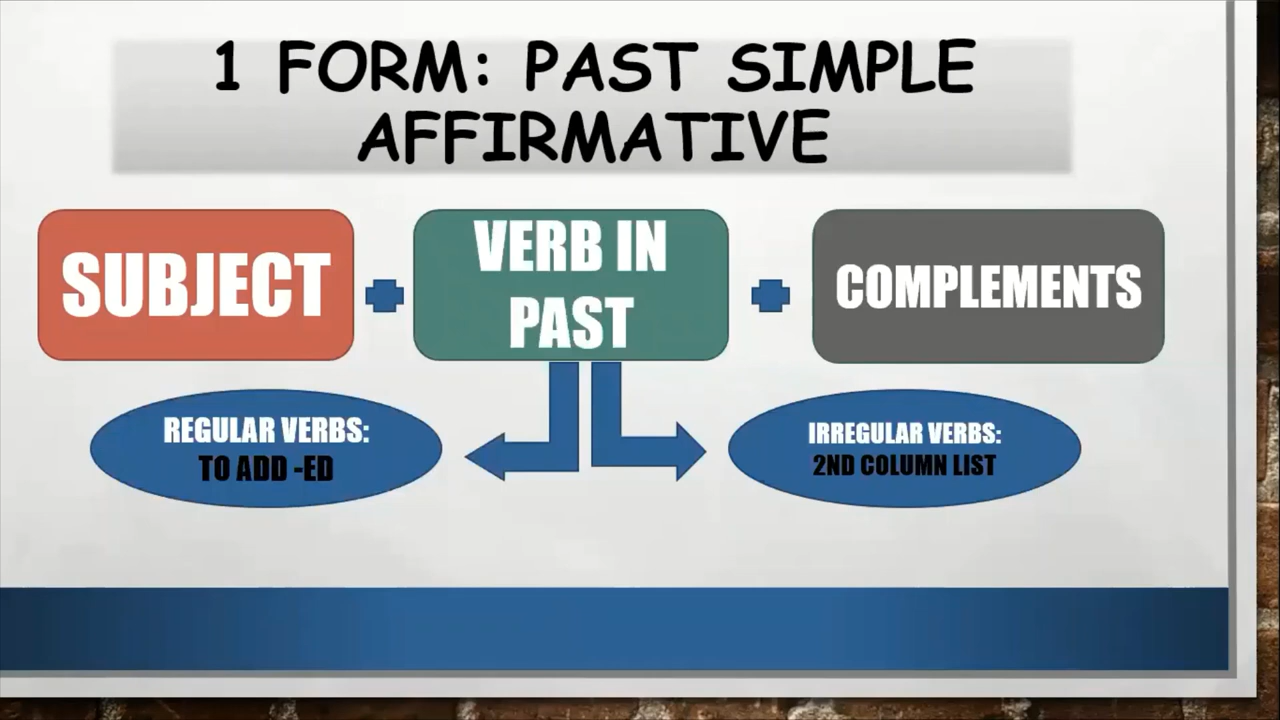 1 FORM: PAST SIMPLE
AFFIRMATIVE
SUBJECT
VERB IN
PAST
COMPLEMENTS
REGULAR VERBS:
TO ADD -ED
IRREGULAR VERBS:
2ND COLUMN LIST